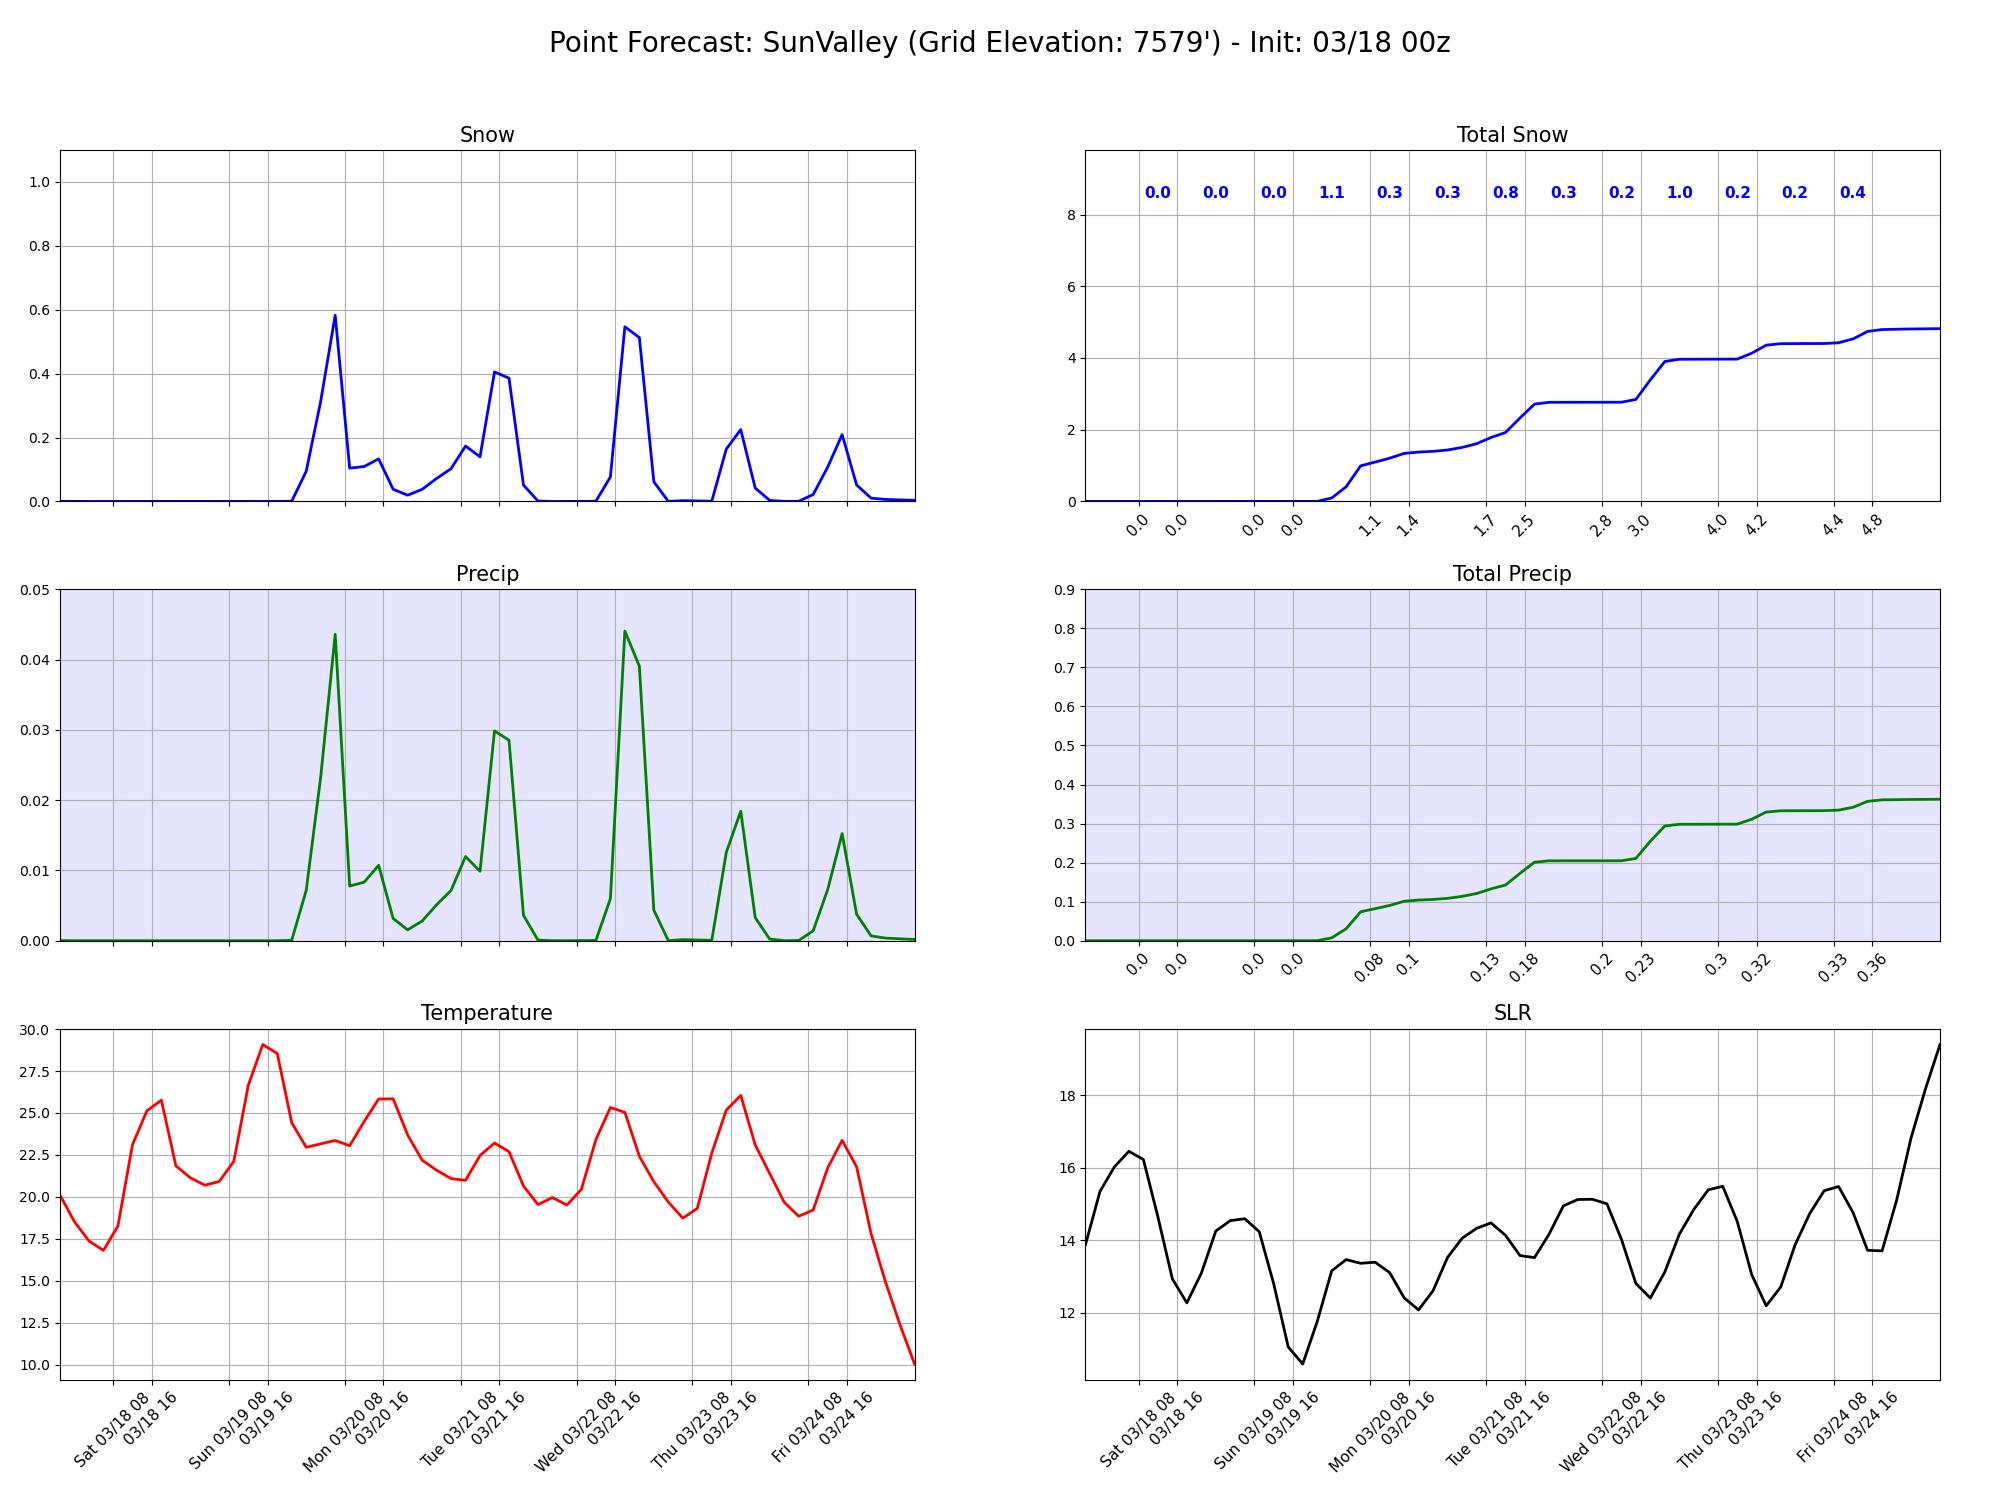 Point Forecast: SunValley (Grid Elevation: 7579') - Init: 03/18 00z
Snow
1.0
0.8
0.6
0.4
0.2
0.0
Total Snow
0.0 0.0 0.0 1.1 0.3 0.3 0.8 0.3 0.2 1.0 0.2 0.2 0.4
8
6
4
2
0
0.0 0.0 0.0 0.0 1.1 1.4 1.7 2.5 2.8 3.0 4.0 4.2 4.4 4.8
Precip
0.05
0.04
0.03
0.02
0.01
0.00
Total Precip
0.9
0.8
0.7
0.6
0.5
0.4
0.3
0.2
0.1
0.0
0.0 0.0 0.0 0.0 0.08 0.1 0.13 0.18 0.2 0.23 0.3 0.32 0.33 0.36
Temperature
30.0
27.5
25.0
22.5
20.0
17.5
15.0
12.5
10.0
Sat 03/18 08
03/18 16
Sun 03/19 08
03/19 16
Mon 03/20 08
03/20 16
Tue 03/21 08
03/21 16
Wed 03/22 08
03/22 16
Thu 03/23 08
03/23 16
Fri 03/24 08
03/24 16
SLR
18
16
14
12
Sat 03/18 08
03/18 16
Sun 03/19 08
03/19 16
Mon 03/20 08
03/20 16
Tue 03/21 08
03/21 16
Wed 03/22 08
03/22 16
Thu 03/23 08
03/23 16
Fri 03/24 08
03/24 16